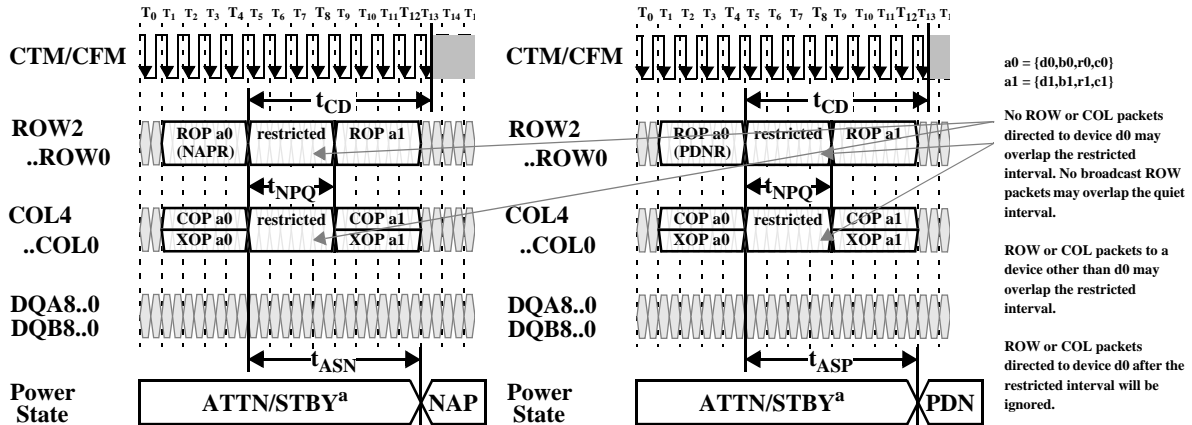 T0 T1 T2 T3 T4 T5 T6 T7 T8 T9 T10 T11 T12 T13 T14 T1
CTM/CFM
tCD
ROW2
..ROW0
ROP a0
(NAPR)
restricted
ROP a1
tNPQ
COL4
..COL0
COP a0
XOP a0
restricted
COP a1
XOP a1
DQA8..0
DQB8..0
tASN
Power
State
ATTN/STBYa
NAP
T0 T1 T2 T3 T4 T5 T6 T7 T8 T9 T10 T11 T12 T13 T
CTM/CFM
tCD
ROW2
..ROW0
ROP a0
(PDNR)
restricted
ROP a1
tNPQ
COL4
..COL0
COP a0
XOP a0
restricted
COP a1
XOP a1
DQA8..0
DQB8..0
tASP
Power
State
ATTN/STBYa
PDN
a0 = {d0,b0,r0,c0}
a1 = {d1,b1,r1,c1}
No ROW or COL packets
directed to device d0 may
overlap the restricted
interval. No broadcast ROW
packets may overlap the quiet
interval.
ROW or COL packets to a
device other than d0 may
overlap the restricted
interval.
ROW or COL packets
directed to device d0 after the
restricted interval will be
ignored.